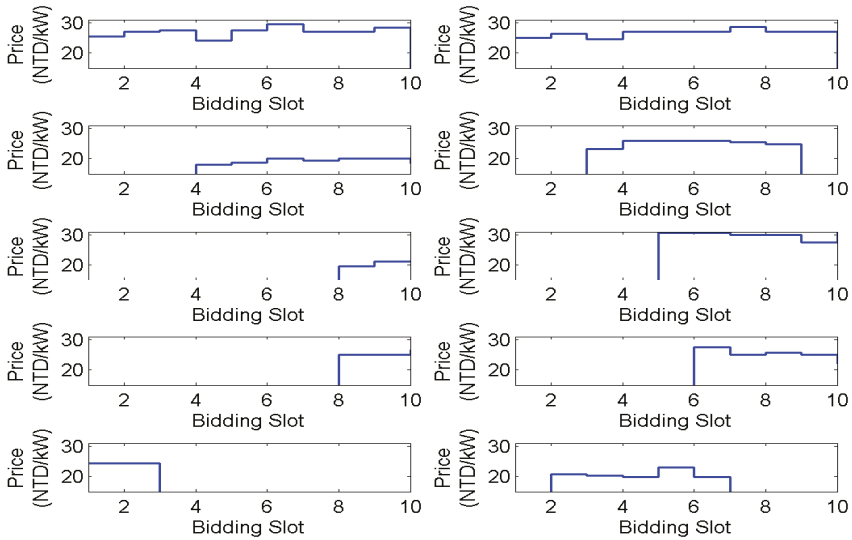 Price
(NTD/kW)
30
20
2 4 6 8 10
Bidding Slot
Price
(NTD/kW)
30
20
2 4 6 8 10
Bidding Slot
Price
(NTD/kW)
30
20
2 4 6 8 10
Bidding Slot
Price
(NTD/kW)
30
20
2 4 6 8 10
Bidding Slot
Price
(NTD/kW)
30
20
2 4 6 8 10
Bidding Slot
Price
(NTD/kW)
30
20
2 4 6 8 10
Bidding Slot
Price
(NTD/kW)
30
20
2 4 6 8 10
Bidding Slot
Price
(NTD/kW)
30
20
2 4 6 8 10
Bidding Slot
Price
(NTD/kW)
30
20
2 4 6 8 10
Bidding Slot
Price
(NTD/kW)
30
20
2 4 6 8 10
Bidding Slot